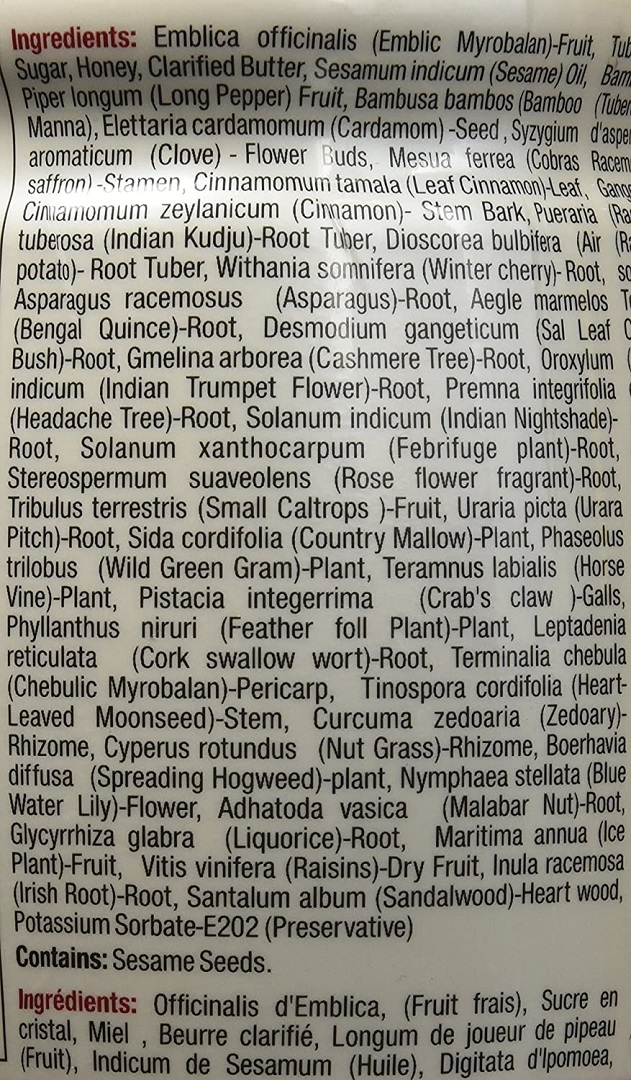 Ingredients: Emblica officinalis (Emblic Myrobalan)-Fruit,
Sugar, Honey, Clarified Butter, Sesamum indicum (Sesame) Oil,
Piper longum (Long Pepper) Fruit, Bambusa bambos (Bamboo
Manna), Elettaria cardamomum (Cardamom) -Seed, Syzygium
aromaticum (Clove) - Flower Buds, Mesua ferrea (Cobras
saffron) -Stamen, Cinnamomum tamala (Leaf Cinnamon)-Leaf,
Cinnamomum zeylanicum (Cinnamon)- Stem Bark, Pueraria
tuberosa (Indian Kudju)-Root Tuber, Dioscorea bulbifera (Air
potato)- Root Tuber, Withania somnifera (Winter cherry)- Root,
Asparagus racemosus (Asparagus)-Root, Aegle marmelos
(Bengal Quince)-Root, Desmodium gangeticum (Sal Leaf
Bush)-Root, Gmelina arborea (Cashmere Tree)-Root, Oroxylum
indicum (Indian Trumpet Flower)-Root, Premna integrifolia
(Headache Tree)-Root, Solanum indicum (Indian Nightshade)-
Root, Solanum xanthocarpum (Febrifuge plant)-Root,
Stereospermum suaveolens (Rose flower fragrant)-Root,
Tribulus terrestris (Small Caltrops )-Fruit, Uraria picta (Urara
Pitch)-Root, Sida cordifolia (Country Mallow)-Plant, Phaseolus
trilobus (Wild Green Gram)-Plant, Teramnus labialis (Horse
Vine)-Plant, Pistacia integerrima (Crab's claw )-Galls,
Phyllanthus niruri (Feather foll Plant)-Plant, Leptadenia
reticulata (Cork swallow wort)-Root, Terminalia chebula
(Chebulic Myrobalan)-Pericarp, Tinospora cordifolia (Heart-
Leaved Moonseed)-Stem, Curcuma zedoaria (Zedoary)-
Rhizome, Cyperus rotundus (Nut Grass)-Rhizome, Boerhavia
diffusa (Spreading Hogweed)-plant, Nymphaea stellata (Blue
Water Lily)-Flower, Adhatoda vasica (Malabar Nut)-Root,
Glycyrrhiza glabra (Liquorice)-Root, Maritima annua (Ice
Plant)-Fruit, Vitis vinifera (Raisins)-Dry Fruit, Inula racemosa
(Irish Root)-Root, Santalum album (Sandalwood)-Heart wood,
Potassium Sorbate-E202 (Preservative)
Contains: Sesame Seeds.
Ingrédients: Officinalis d'Emblica, (Fruit frais), Sucre en
cristal, Miel , Beurre clarifié, Longum de joueur de pipeau
(Fruit), Indicum de Sesamum (Huile), Digitata d'Ipomoea,